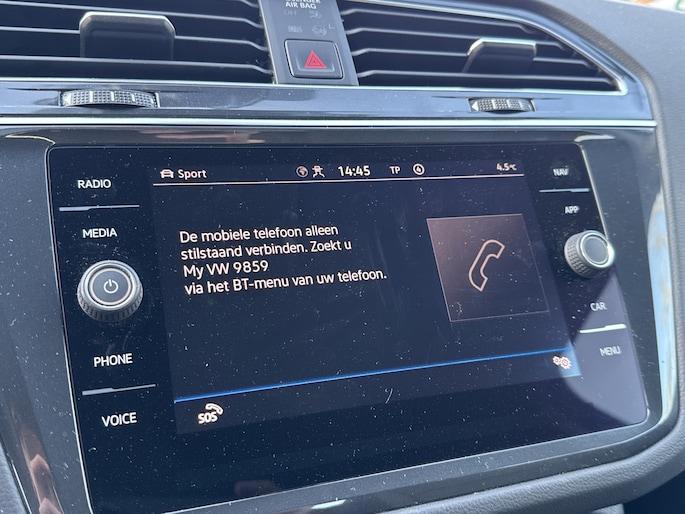 AIR BAG
OFF
RADIO
Sport
14:45
TP
4.5°C
NAV
MEDIA
APP
De mobiele telefoon alleen
stilstaand verbinden. Zoekt u
My VW 9859
via het BT-menu van uw telefoon.
CAR
PHONE
MENU
VOICE
SOS